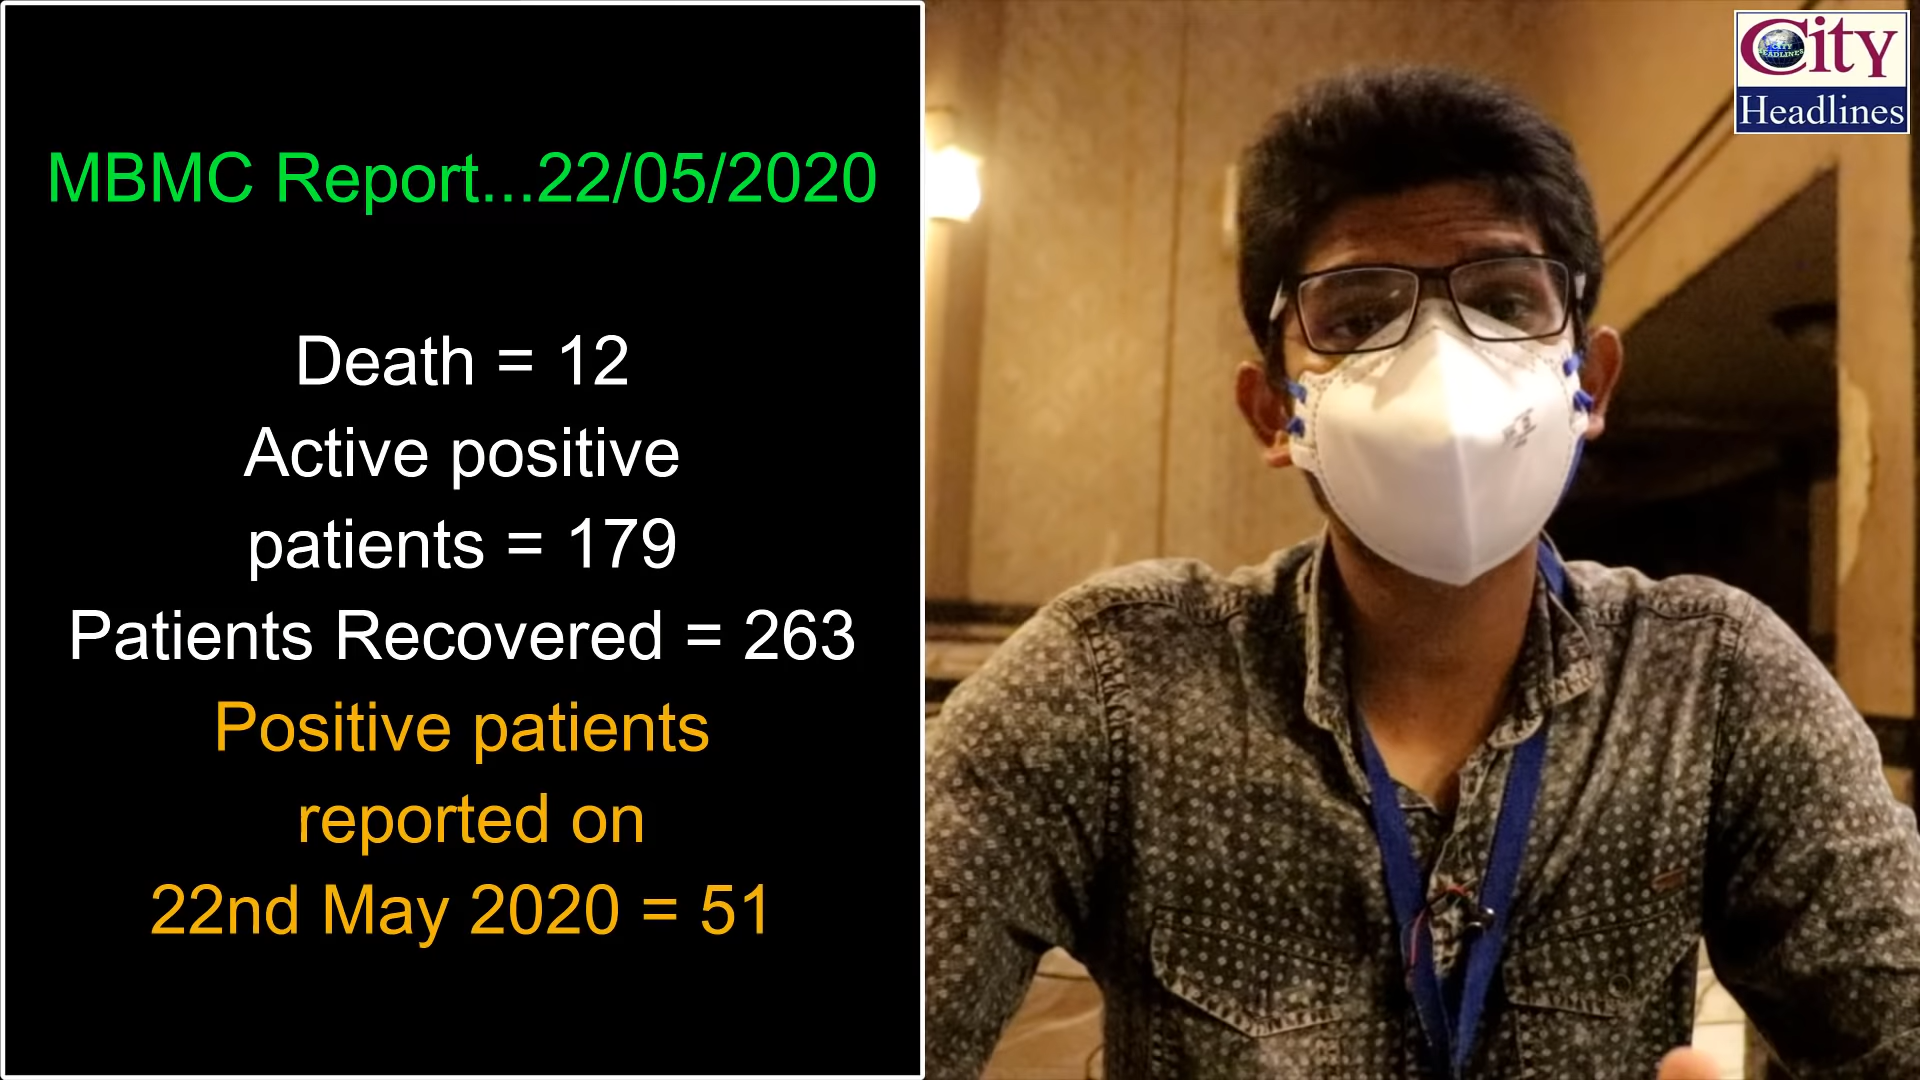 MBMC Report...22/05/2020
Death = 12
Active positive
patients = 179
Patients Recovered = 263
Positive patients
reported on
22nd May 2020 = 51
City
Headlines